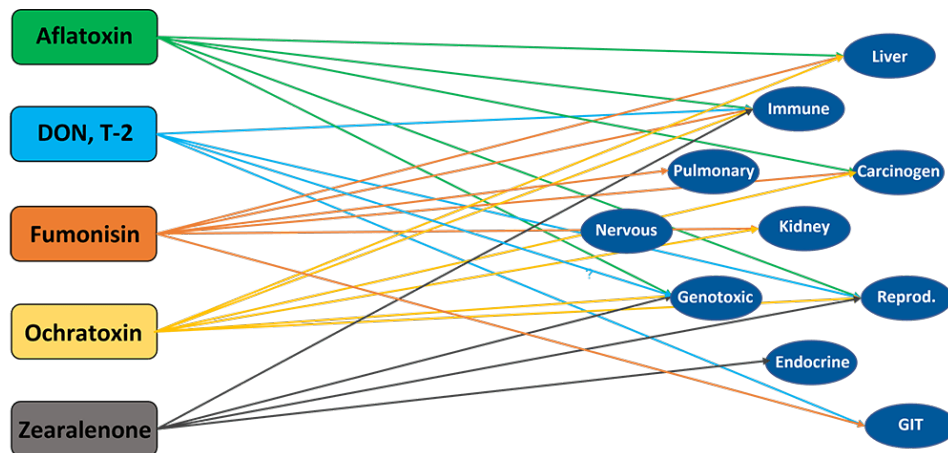 Aflatoxin
DON, T-2
Fumonisin
Ochratoxin
Zearalenone
Liver
Immune
Pulmonary
Carcinogen
Nervous
Kidney
?
Genotoxic
Reprod.
Endocrine
GIT